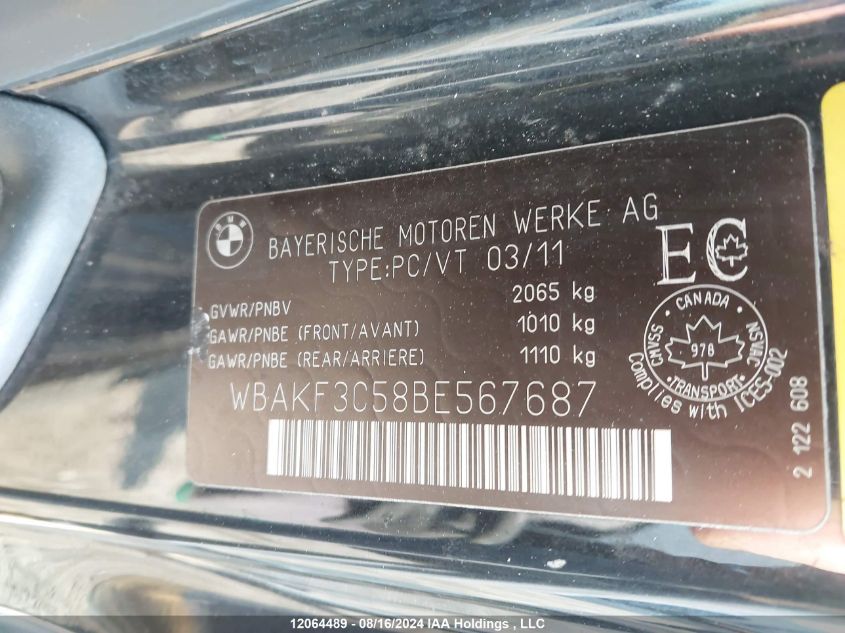 BMW
BAYERISCHE MOTOREN WERKE AG
TYPE:PC/VT 03/11
EC
GVWR/PNBV 2065 kg
GAWR/PNBE (FRONT/AVANT) 1010 kg
GAWR/PNBE (REAR/ARRIERE) 1110 kg
WBAKF3C58BE567687
CANADA
CMVSS 978 NSVAC
TRANSPORT
Complies with ICES-002
2 122 608
12064489 - 08/16/2024 IAA Holdings , LLC